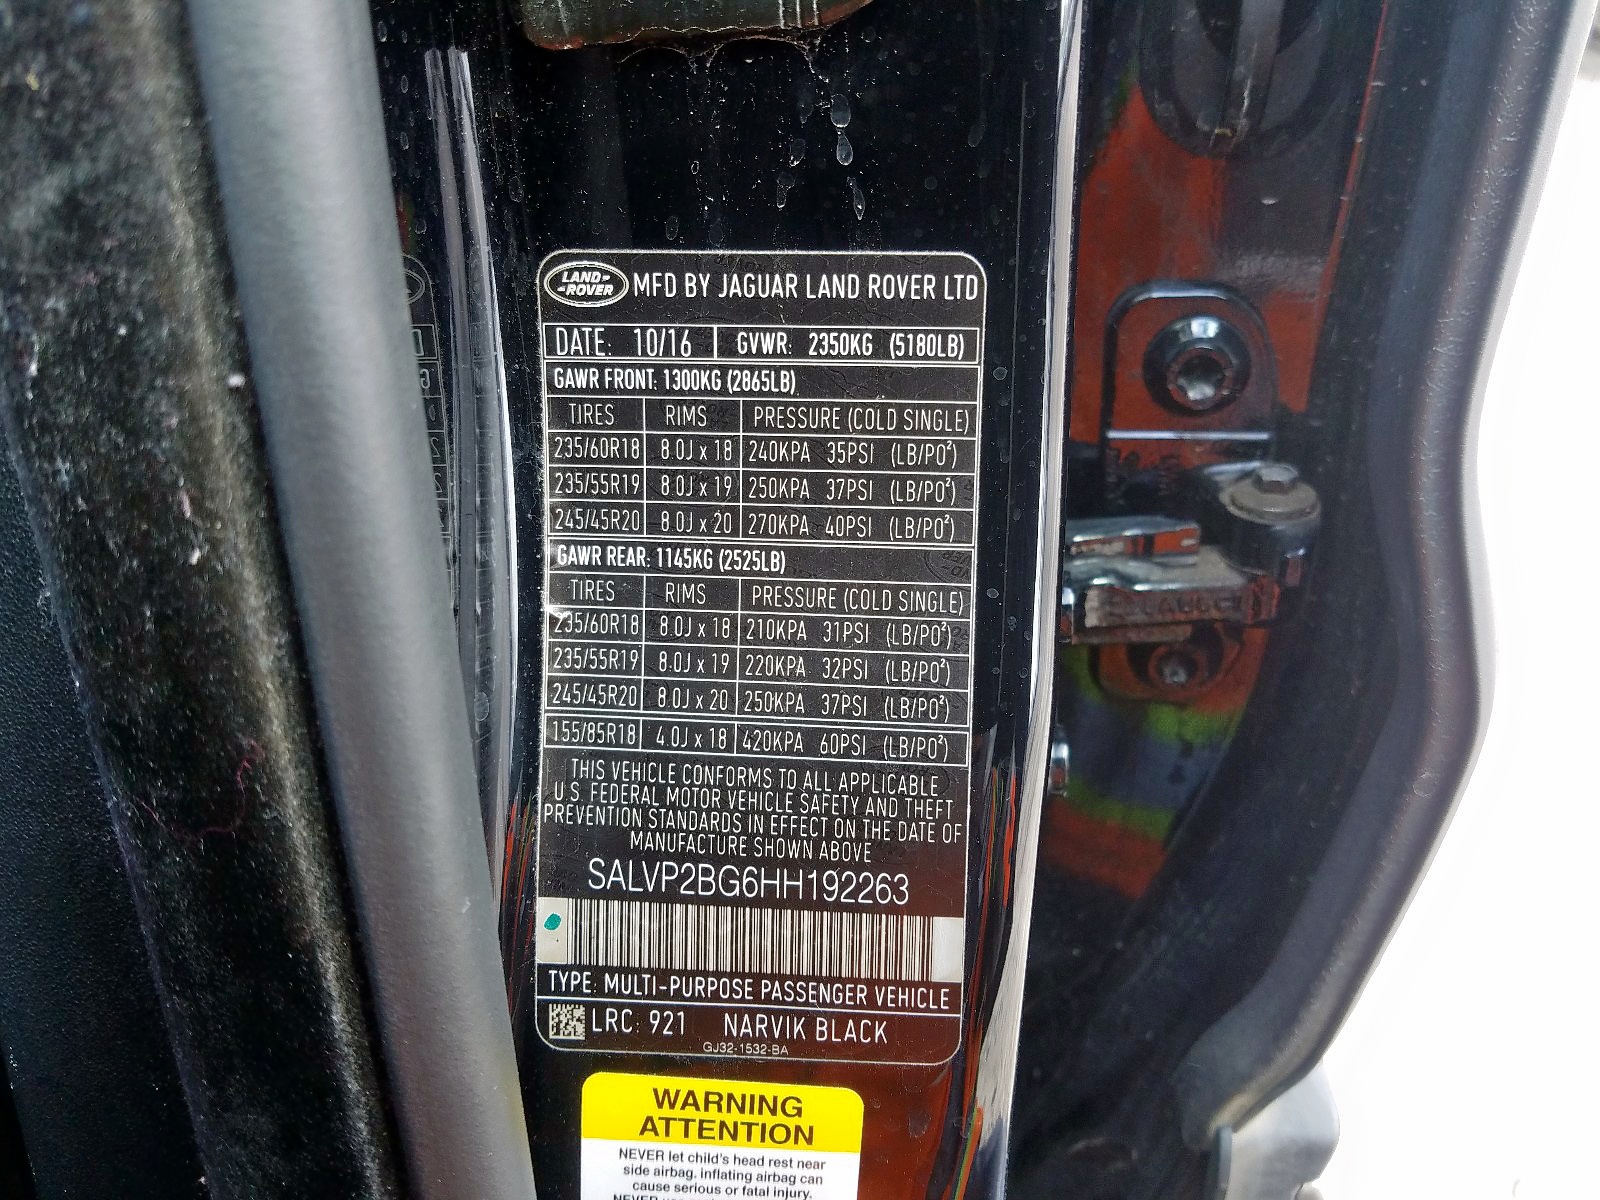 LAND-
-ROVER
MFD BY JAGUAR LAND ROVER LTD
DATE: 10/16 GVWR: 2350KG (5180LB)
GAWR FRONT: 1300KG (2865LB)
TIRES RIMS PRESSURE (COLD SINGLE)
235/60R18 8.0J x 18 240KPA 35PSI (LB/PO²)
235/55R19 8.0J x 19 250KPA 37PSI (LB/PO²)
245/45R20 8.0J x 20 270KPA 40PSI (LB/PO²)
GAWR REAR: 1145KG (2525LB)
TIRES RIMS PRESSURE (COLD SINGLE)
235/60R18 8.0J x 18 210KPA 31PSI (LB/PO²)
235/55R19 8.0J x 19 220KPA 32PSI (LB/PO²)
245/45R20 8.0J x 20 250KPA 37PSI (LB/PO²)
155/85R18 4.0J x 18 420KPA 60PSI (LB/PO²)
THIS VEHICLE CONFORMS TO ALL APPLICABLE
U.S. FEDERAL MOTOR VEHICLE SAFETY AND THEFT
PREVENTION STANDARDS IN EFFECT ON THE DATE OF
MANUFACTURE SHOWN ABOVE
SALVP2BG6HH192263
TYPE: MULTI-PURPOSE PASSENGER VEHICLE
LRC: 921 NARVIK BLACK
GJ32-1532-BA
WARNING
ATTENTION
NEVER let child's head rest near
side airbag, inflating airbag can
cause serious or fatal injury.
NEVER